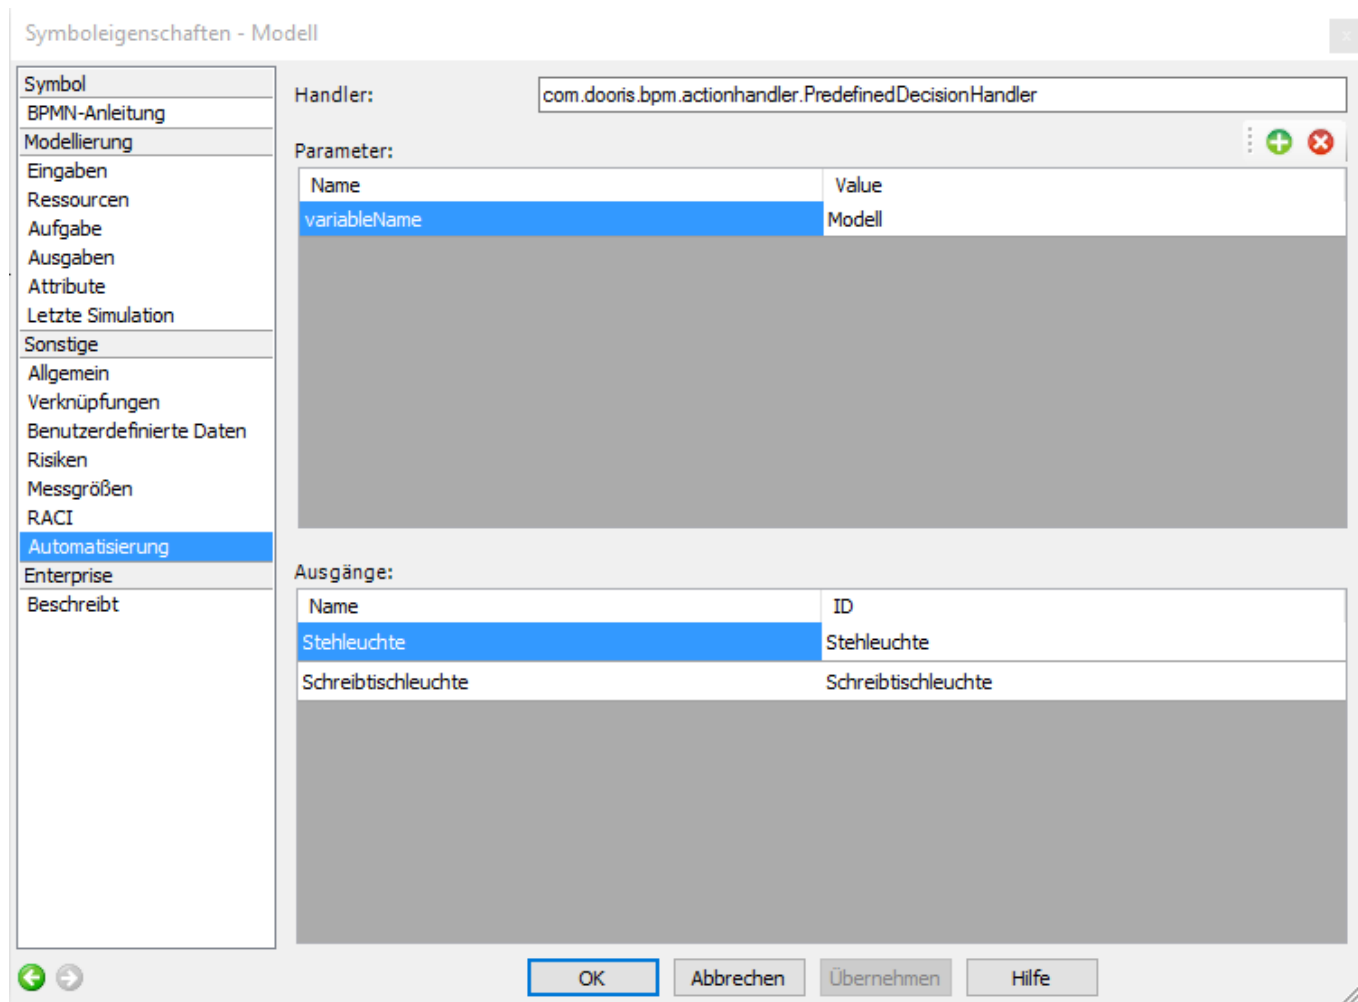 Symboleigenschaften - Modell
Symbol
BPMN-Anleitung
Modellierung
Eingaben
Ressourcen
Aufgabe
Ausgaben
Attribute
Letzte Simulation
Sonstige
Allgemein
Verknüpfungen
Benutzerdefinierte Daten
Risiken
Messgrößen
RACI
Automatisierung
Enterprise
Beschreibt
Handler: com.dooris.bpm.actionhandler.PredefinedDecisionHandler
Parameter:
Name Value
variableName Modell
Ausgänge:
Name ID
Stehleuchte Stehleuchte
Schreibtischleuchte Schreibtischleuchte
OK Abbrechen Übernehmen Hilfe